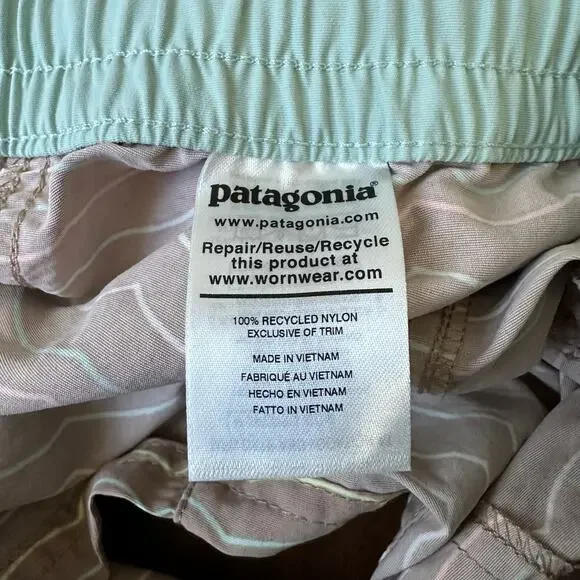 patagonia®
www.patagonia.com
Repair/Reuse/Recycle
this product at
www.wornwear.com
100% RECYCLED NYLON
EXCLUSIVE OF TRIM
MADE IN VIETNAM
FABRIQUÉ AU VIETNAM
HECHO EN VIETNAM
FATTO IN VIETNAM